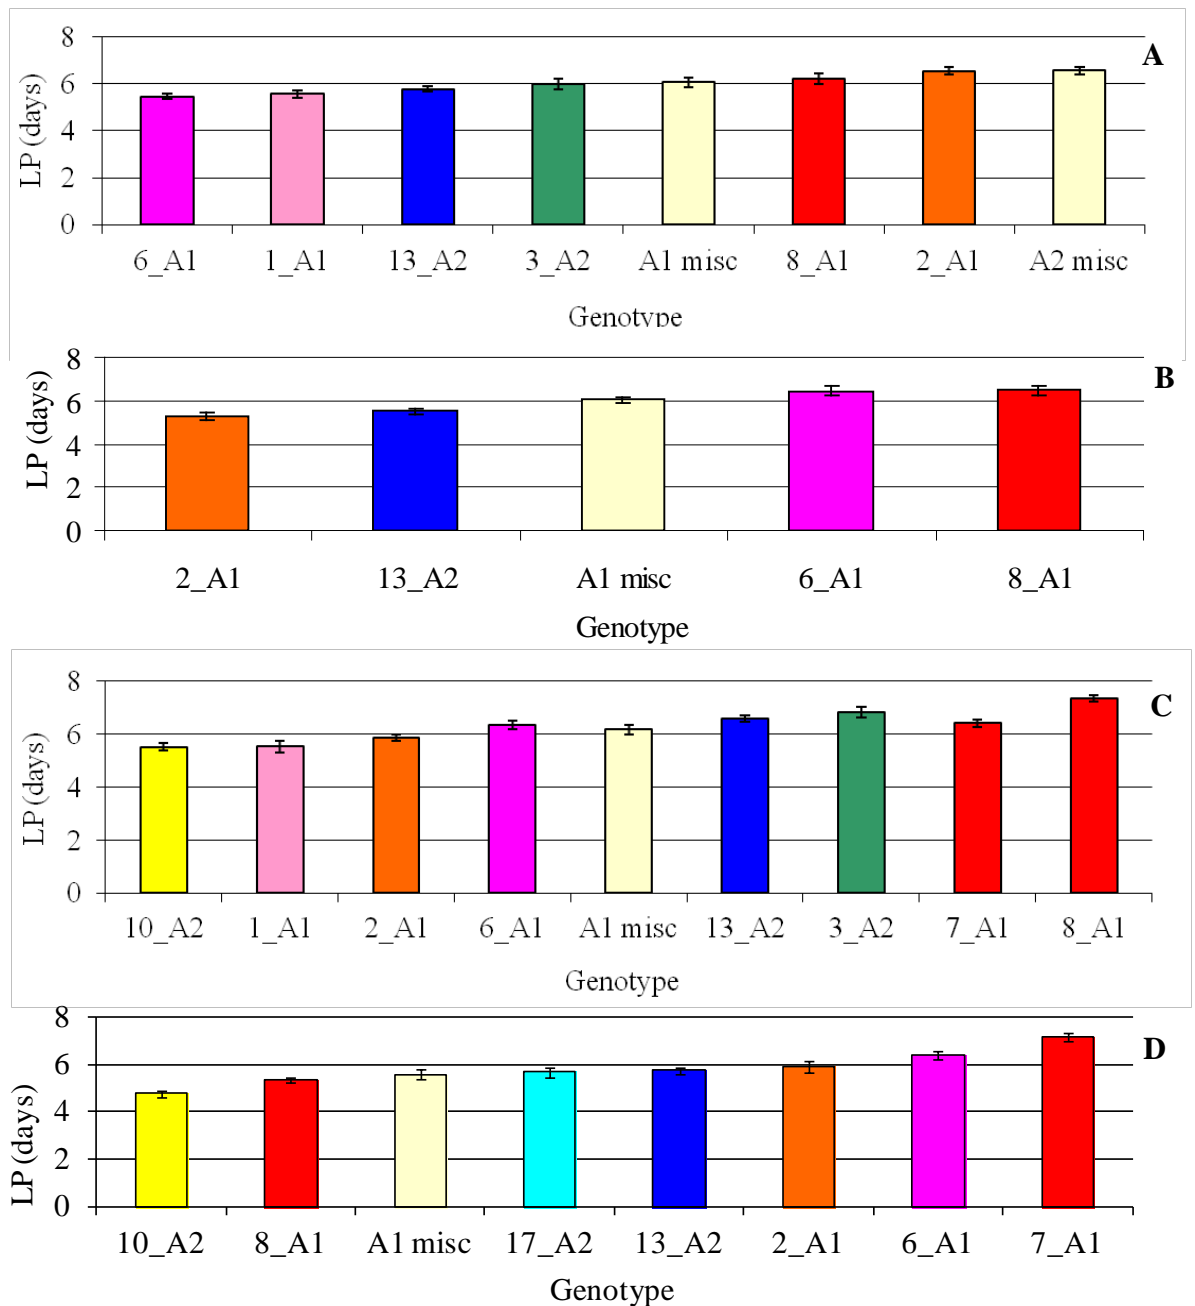 8
A
6
4
2
0
LP (days)
6_A1 1_A1 13_A2 3_A2 A1 misc 8_A1 2_A1 A2 misc
Genotype
8
B
6
4
2
0
LP (days)
2_A1 13_A2 A1 misc 6_A1 8_A1
Genotype
8
C
6
4
2
0
LP (days)
10_A2 1_A1 2_A1 6_A1 A1 misc 13_A2 3_A2 7_A1 8_A1
Genotype
8
D
6
4
2
0
LP (days)
10_A2 8_A1 A1 misc 17_A2 13_A2 2_A1 6_A1 7_A1
Genotype